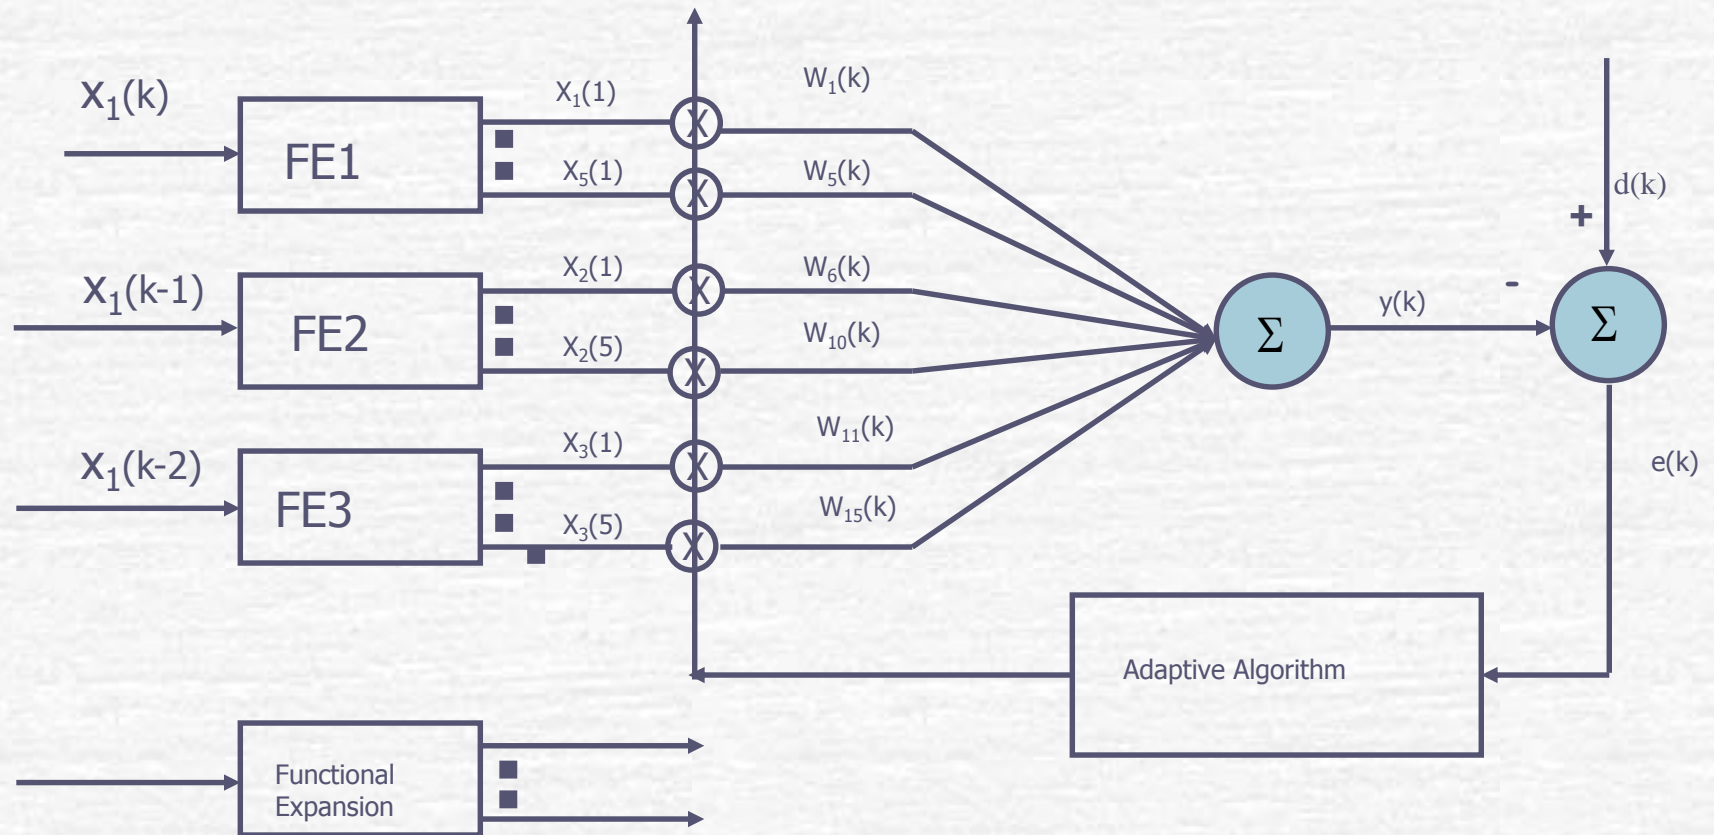 x₁(k)
X₁(1)
W₁(k)
X
FE1
X₅(1)
W₅(k)
X
d(k)
+
x₁(k-1)
X₂(1)
W₆(k)
X
FE2
X₂(5)
W₁₀(k)
X
Σ
y(k)
-
Σ
x₁(k-2)
X₃(1)
W₁₁(k)
X
e(k)
FE3
X₃(5)
W₁₅(k)
X
Adaptive Algorithm
Functional
Expansion